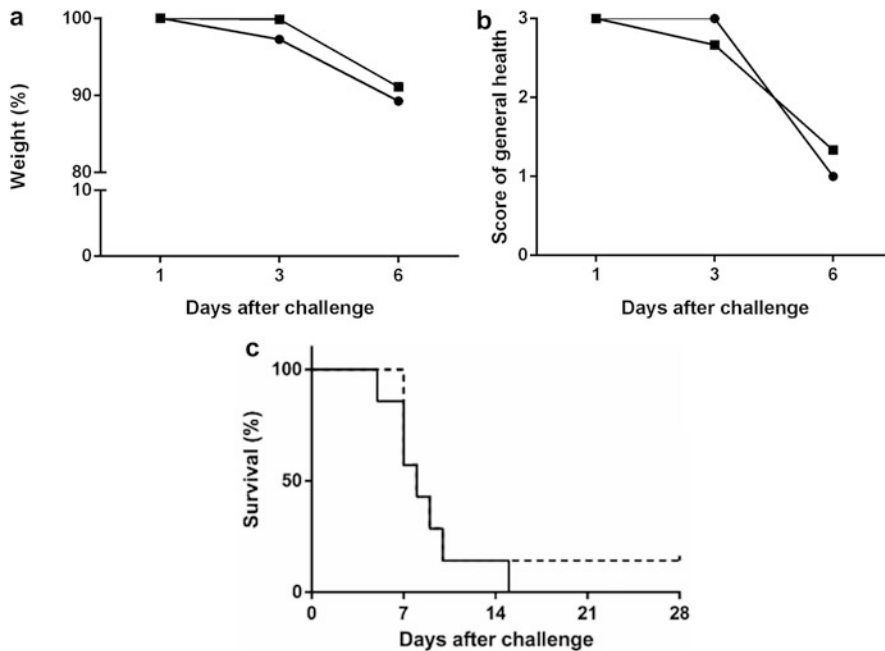 a
100
90
80
10
0
Weight (%)
1 3 6
Days after challenge
b
3
2
1
0
Score of general health
1 3 6
Days after challenge
c
100
50
0
Survival (%)
0 7 14 21 28
Days after challenge